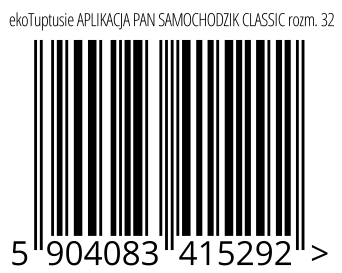 ekoTuptusie APLIKACJA PAN SAMOCHODZIK CLASSIC rozm. 32
5 904083 415292 >